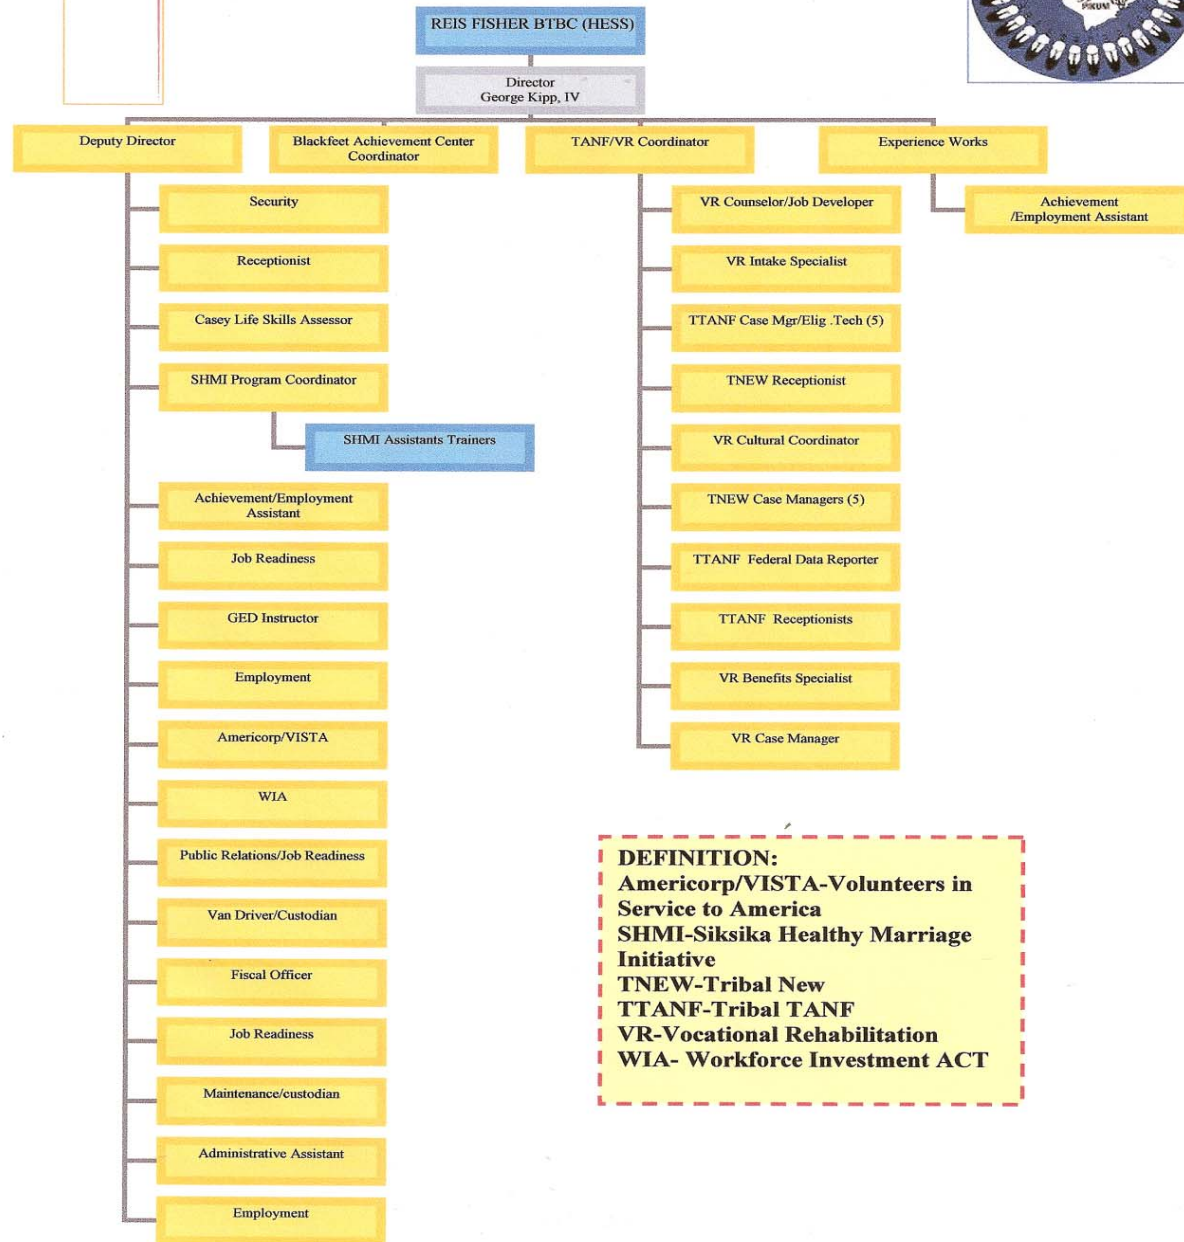 REIS FISHER BTBC (HESS)
PIKUNI
Director
George Kipp, IV
Deputy Director
Blackfeet Achievement Center
Coordinator
TANF/VR Coordinator
Experience Works
Security
Receptionist
Casey Life Skills Assessor
SHMI Program Coordinator
SHMI Assistants Trainers
Achievement/Employment
Assistant
Job Readiness
GED Instructor
Employment
Americorp/VISTA
WIA
Public Relations/Job Readiness
Van Driver/Custodian
Fiscal Officer
Job Readiness
Maintenance/custodian
Administrative Assistant
Employment
VR Counselor/Job Developer
VR Intake Specialist
TTANF Case Mgr/Elig .Tech (5)
TNEW Receptionist
VR Cultural Coordinator
TNEW Case Managers (5)
TTANF Federal Data Reporter
TTANF Receptionists
VR Benefits Specialist
VR Case Manager
Achievement
/Employment Assistant
DEFINITION:
Americorp/VISTA-Volunteers in
Service to America
SHMI-Siksika Healthy Marriage
Initiative
TNEW-Tribal New
TTANF-Tribal TANF
VR-Vocational Rehabilitation
WIA- Workforce Investment ACT